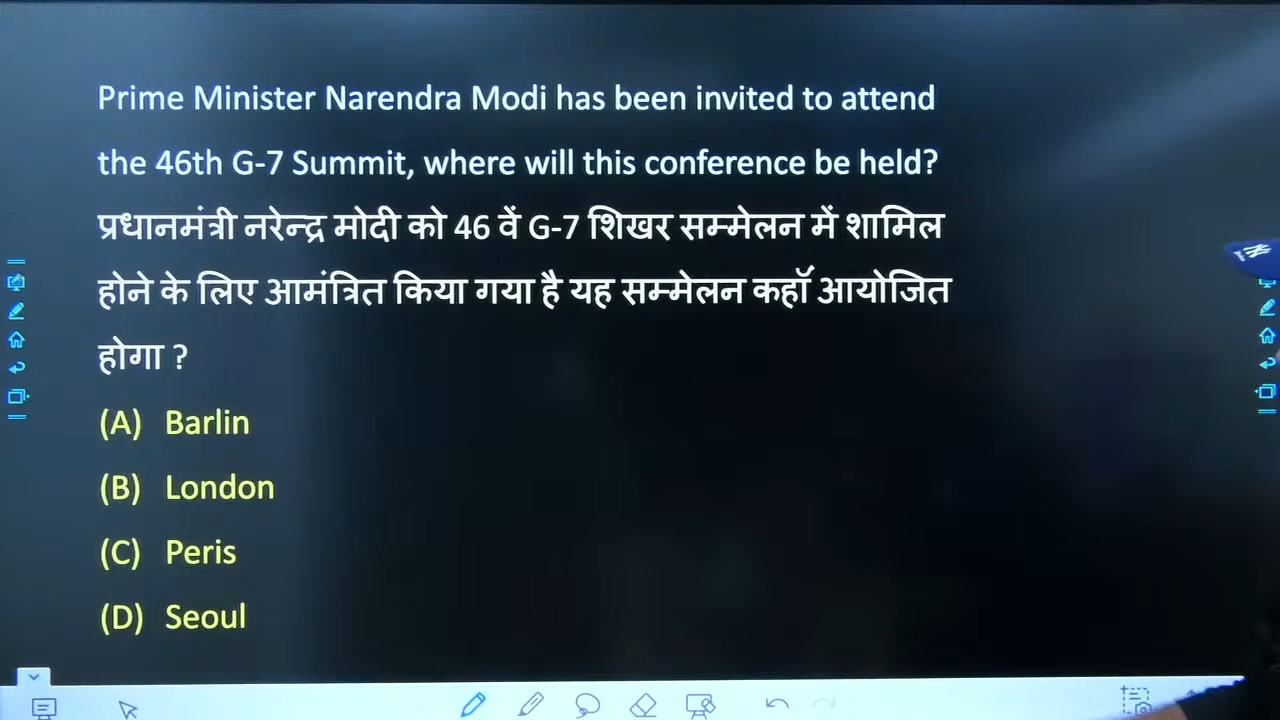 Prime Minister Narendra Modi has been invited to attend
the 46th G-7 Summit, where will this conference be held?
प्रधानमंत्री नरेन्द्र मोदी को 46 वें G-7 शिखर सम्मेलन में शामिल
होने के लिए आमंत्रित किया गया है यह सम्मेलन कहाॅ आयोजित
होगा ?
(A) Barlin
(B) London
(C) Peris
(D) Seoul